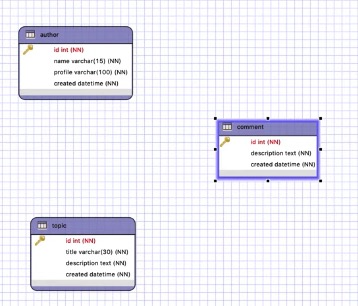 author
id int (NN)
name varchar(15) (NN)
profile varchar(100) (NN)
created datetime (NN)
comment
id int (NN)
description text (NN)
created datetime (NN)
topic
id int (NN)
title varchar(30) (NN)
description text (NN)
created datetime (NN)